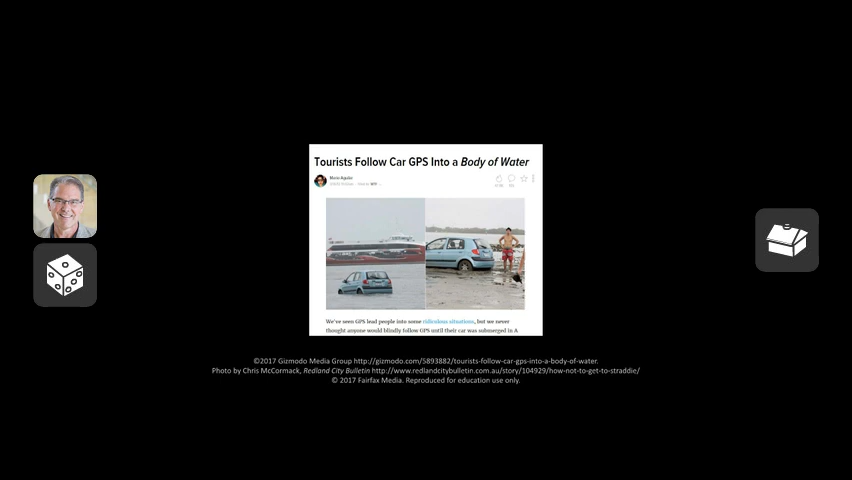 Tourists Follow Car GPS Into a Body of Water
We've seen GPS lead people into some ridiculous situations, but we never
thought anyone would blindly follow GPS until their car was submerged in A
©2017 Gizmodo Media Group http://gizmodo.com/5893882/tourists-follow-car-gps-into-a-body-of-water.
Photo by Chris McCormack, Redland City Bulletin http://www.redlandcitybulletin.com.au/story/104929/how-not-to-get-to-straddie/
© 2017 Fairfax Media. Reproduced for education use only.